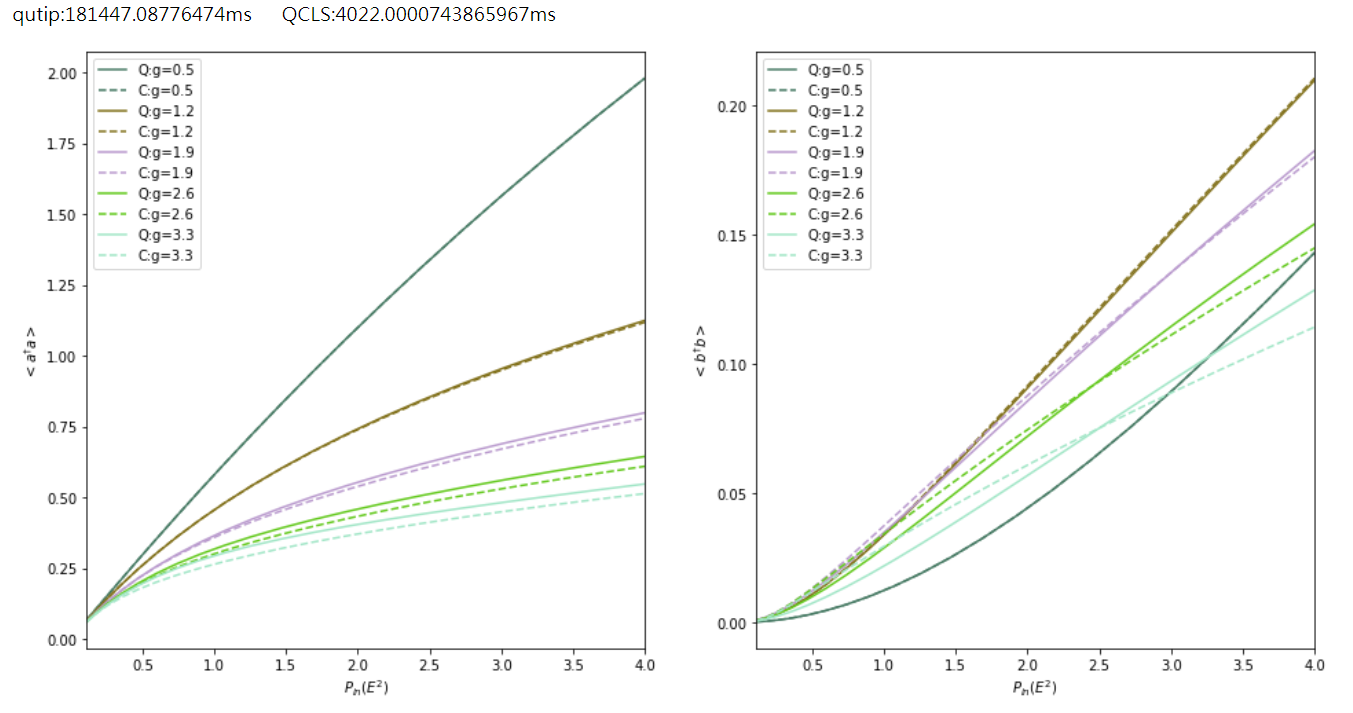 qutip:181447.08776474ms QCLS:4022.0000743865967ms
Q:g=0.5
C:g=0.5
Q:g=1.2
C:g=1.2
Q:g=1.9
C:g=1.9
Q:g=2.6
C:g=2.6
Q:g=3.3
C:g=3.3
2.00
1.75
1.50
1.25
1.00
0.75
0.50
0.25
0.00
< a†a >
0.5 1.0 1.5 2.0 2.5 3.0 3.5 4.0
Pin(E²)
Q:g=0.5
C:g=0.5
Q:g=1.2
C:g=1.2
Q:g=1.9
C:g=1.9
Q:g=2.6
C:g=2.6
Q:g=3.3
C:g=3.3
0.20
0.15
0.10
0.05
0.00
< b†b >
0.5 1.0 1.5 2.0 2.5 3.0 3.5 4.0
Pin(E²)